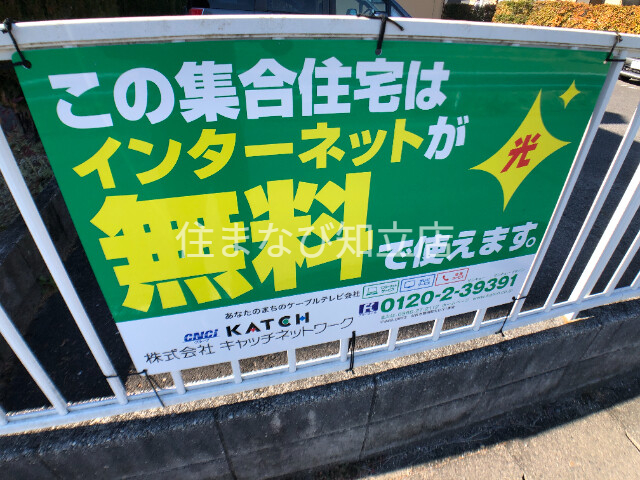 この集合住宅は
インターネットが
無料で使えます。
光
住まなび知立店
あなたのまちのケーブルテレビ会社
0120-2-39391
CNCI KATCH
株式会社 キャッチネットワーク